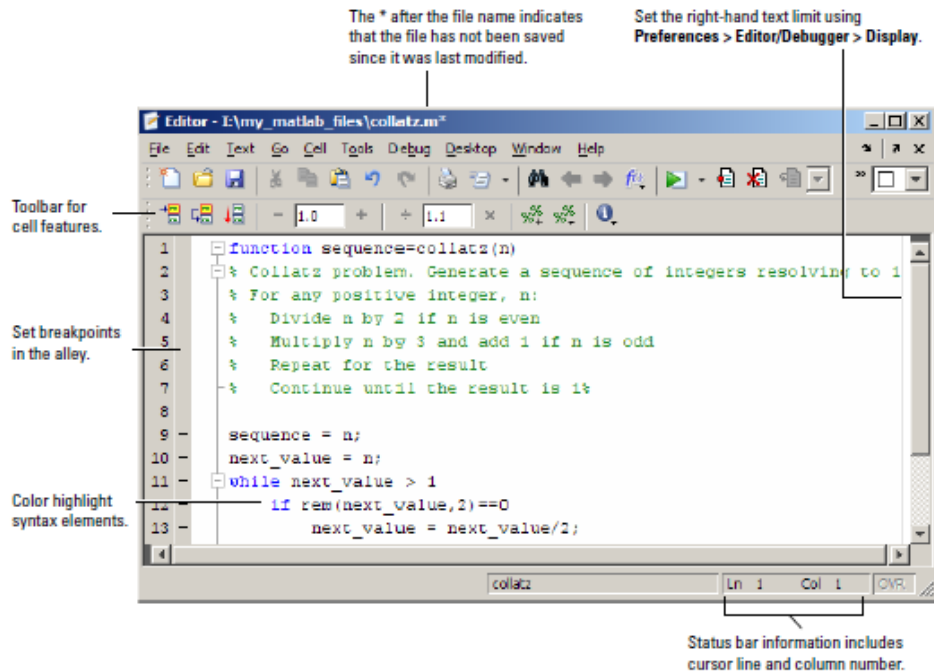 The * after the file name indicates
that the file has not been saved
since it was last modified.
Set the right-hand text limit using
Preferences > Editor/Debugger > Display.
Editor - I:\my_matlab_files\collatz.m*
File Edit Text Go Cell Tools Debug Desktop Window Help
Toolbar for
cell features.
- 1.0 + ÷ 1.1 ×
1 function sequence=collatz(n)
2 % Collatz problem. Generate a sequence of integers resolving to 1
3 % For any positive integer, n:
4 % Divide n by 2 if n is even
Set breakpoints
in the alley.
5 % Multiply n by 3 and add 1 if n is odd
6 % Repeat for the result
7 % Continue until the result is 1%
8
9 - sequence = n;
10 - next_value = n;
11 - while next_value > 1
Color highlight
syntax elements.
12 - if rem(next_value,2)==0
13 - next_value = next_value/2;
collatz Ln 1 Col 1 OVR
Status bar information includes
cursor line and column number.